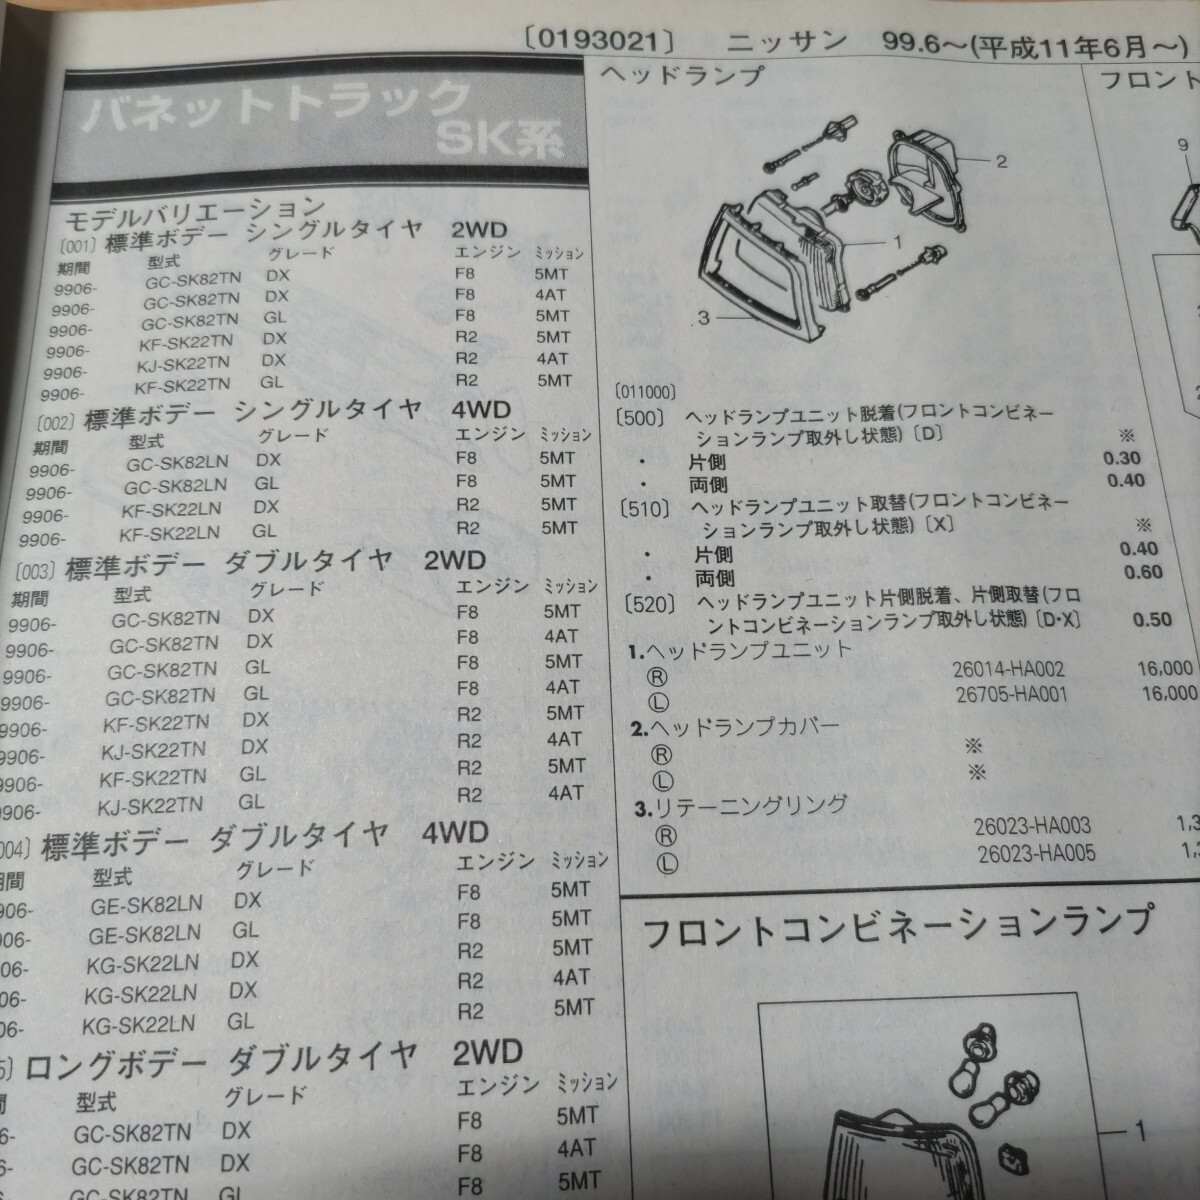 〔0193021〕 ニッサン 99.6～(平成11年6月～)
バネットトラック
SK系
モデルバリエーション
〔001〕標準ボデー シングルタイヤ 2WD
期間 型式 グレード エンジン ミッション
9906- GC-SK82TN DX F8 5MT
9906- GC-SK82TN DX F8 4AT
9906- GC-SK82TN GL F8 5MT
9906- KF-SK22TN DX R2 5MT
9906- KJ-SK22TN DX R2 4AT
9906- KF-SK22TN GL R2 5MT
〔002〕標準ボデー シングルタイヤ 4WD
期間 型式 グレード エンジン ミッション
9906- GC-SK82LN DX F8 5MT
9906- GC-SK82LN GL F8 5MT
9906- KF-SK22LN DX R2 5MT
9906- KF-SK22LN GL R2 5MT
〔003〕標準ボデー ダブルタイヤ 2WD
期間 型式 グレード エンジン ミッション
9906- GC-SK82TN DX F8 5MT
9906- GC-SK82TN DX F8 4AT
9906- GC-SK82TN GL F8 5MT
9906- GC-SK82TN GL F8 4AT
9906- KF-SK22TN DX R2 5MT
9906- KJ-SK22TN DX R2 4AT
9906- KF-SK22TN GL R2 5MT
9906- KJ-SK22TN GL R2 4AT
004〕標準ボデー ダブルタイヤ 4WD
期間 型式 グレード エンジン ミッション
906- GE-SK82LN DX F8 5MT
906- GE-SK82LN GL F8 5MT
06- KG-SK22LN DX R2 5MT
06- KG-SK22LN DX R2 4AT
06- KG-SK22LN GL R2 5MT
5〕ロングボデー ダブルタイヤ 2WD
型式 グレード エンジン ミッション
6- GC-SK82TN DX F8 5MT
6- GC-SK82TN DX F8 4AT
GC-SK82TN GL F8 5MT
ヘッドランプ
2
1
3
〔011000〕
〔500〕 ヘッドランプユニット脱着(フロントコンビネー
ションランプ取外し状態)〔D〕 ※
・ 片側 0.30
・ 両側 0.40
〔510〕 ヘッドランプユニット取替(フロントコンビネー
ションランプ取外し状態)〔X〕 ※
・ 片側 0.40
・ 両側 0.60
〔520〕 ヘッドランプユニット片側脱着、片側取替(フロ
ントコンビネーションランプ取外し状態)〔D・X〕 0.50
1.ヘッドランプユニット
Ⓡ 26014-HA002 16,000
Ⓛ 26705-HA001 16,000
2.ヘッドランプカバー
Ⓡ ※
Ⓛ ※
3.リテーニングリング
Ⓡ 26023-HA003 1,3
Ⓛ 26023-HA005 1,3
フロントコンビネーションランプ
1
フロント
9